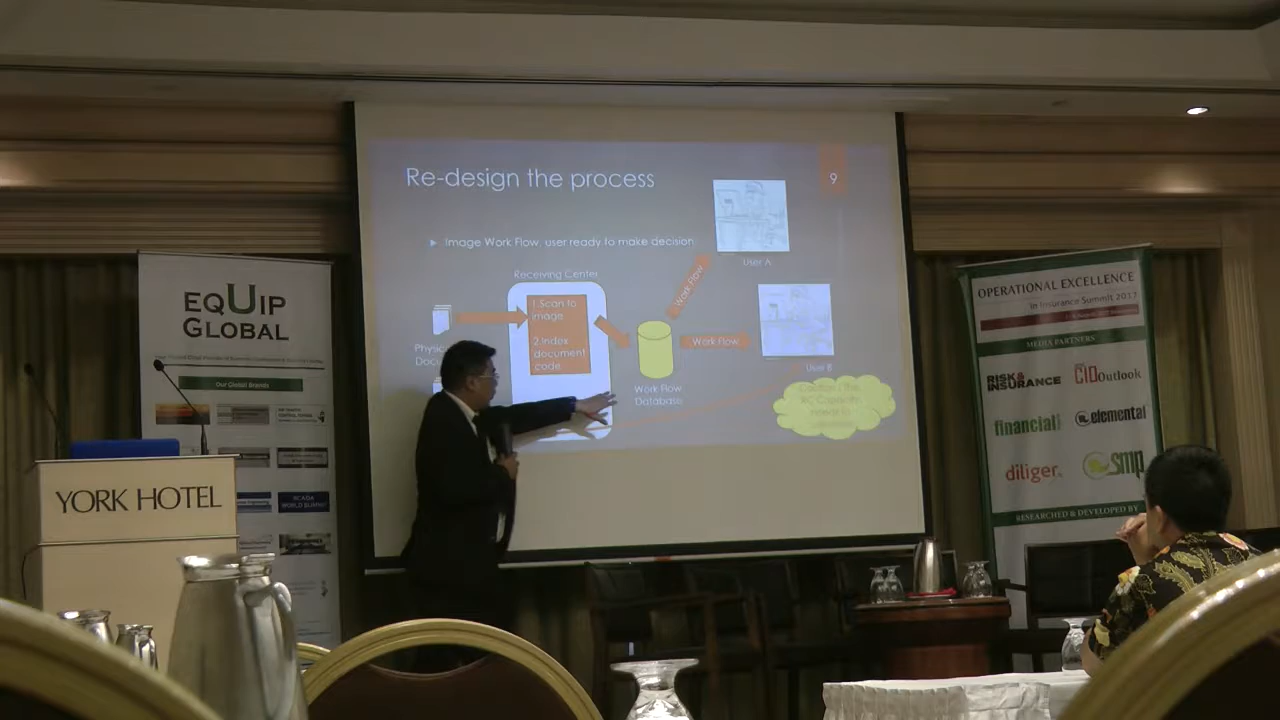 Re-design the process
9
Image Work Flow, user ready to make decision
Receiving Center
1.Scan to
image
2.Index
document
code
Work Flow
User A
Work Flow
User B
Work Flow
Database
EQUIP
GLOBAL
Our Global Brands
YORK HOTEL
OPERATIONAL EXCELLENCE
in Insurance Summit 2017
MEDIA PARTNERS
RISK&
INSURANCE
CIOOutlook
financial
elemental
diliger
smp
RESEARCHED & DEVELOPED BY